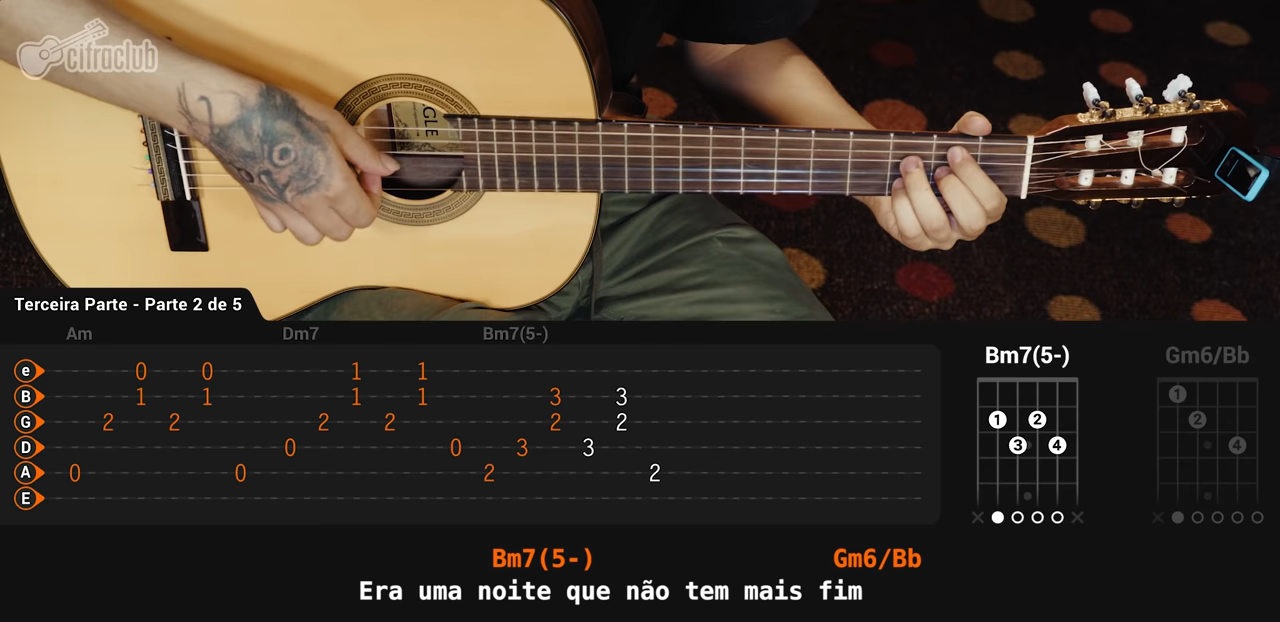 cifraclub
GLE
Terceira Parte - Parte 2 de 5
Am Dm7 Bm7(5-)
e 0 0 1 1
B 1 1 1 1 3 3
G 2 2 2 2 2 2
D 0 0 3 3
A 0 0 2 2
E
Bm7(5-) Gm6/Bb
1 2 1
3 4 2
4
X X X
Bm7(5-) Gm6/Bb
Era uma noite que não tem mais fim